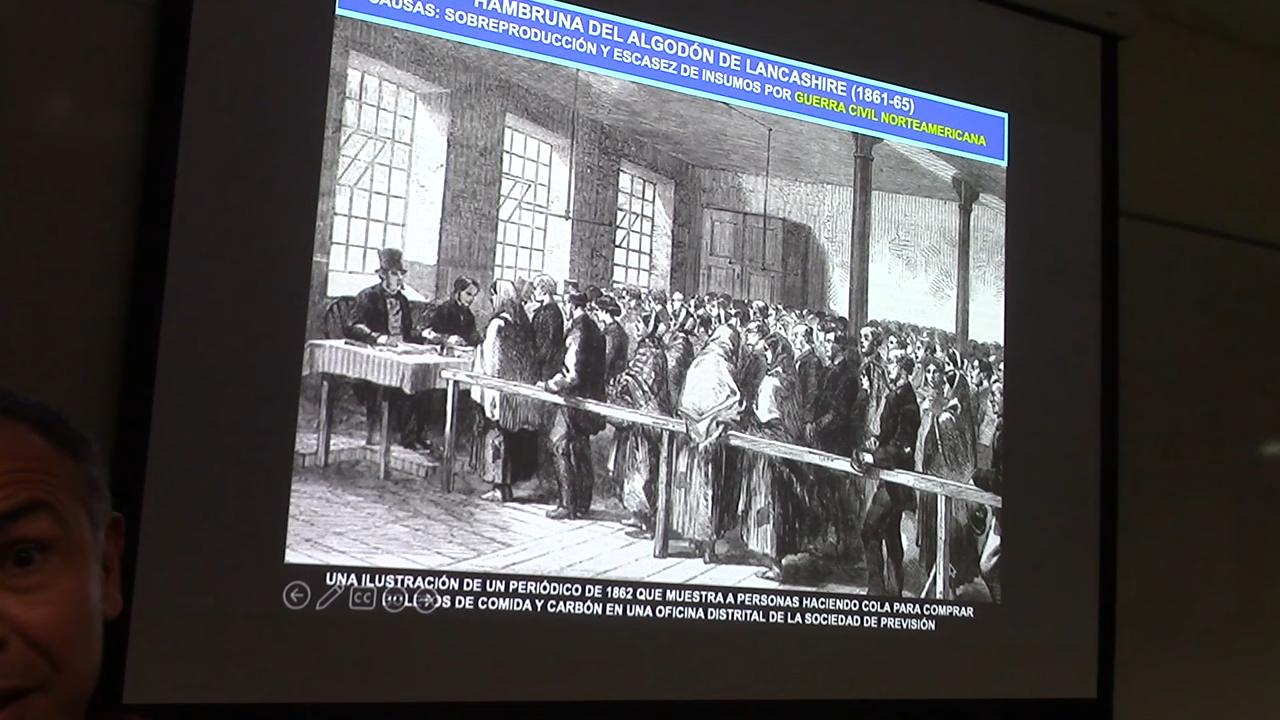 HAMBRUNA DEL ALGODÓN DE LANCASHIRE (1861-65)
CAUSAS: SOBREPRODUCCIÓN Y ESCASEZ DE INSUMOS POR GUERRA CIVIL NORTEAMERICANA
UNA ILUSTRACIÓN DE UN PERIÓDICO DE 1862 QUE MUESTRA A PERSONAS HACIENDO COLA PARA COMPRAR
DE COMIDA Y CARBÓN EN UNA OFICINA DISTRITAL DE LA SOCIEDAD DE PREVISIÓN
CC